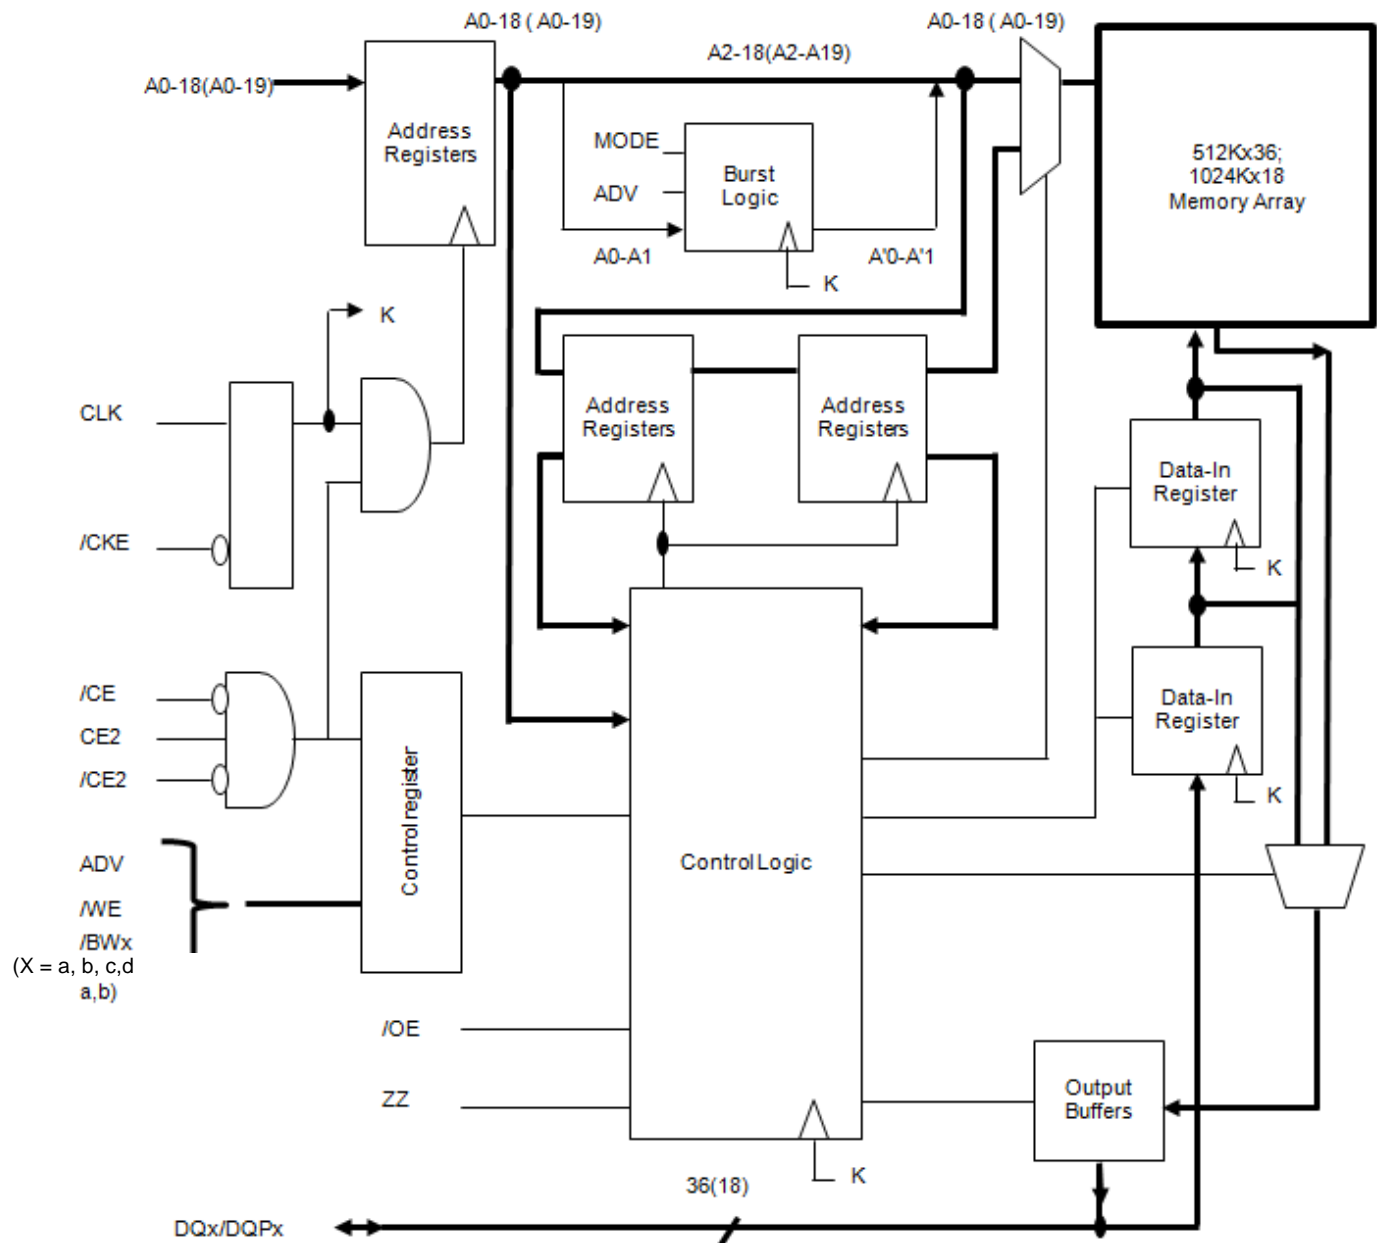 A0-18 ( A0-19)
A0-18 ( A0-19)
A2-18(A2-A19)
A0-18(A0-19)
Address
Registers
MODE
ADV
Burst
Logic
A0-A1
A'0-A'1
K
512Kx36;
1024Kx18
Memory Array
K
CLK
/CKE
Address
Registers
Address
Registers
Data-In
Register
K
/CE
CE2
/CE2
Control register
Data-In
Register
K
ADV
/WE
/BWx
(X = a, b, c,d
a,b)
Control Logic
/OE
ZZ
Output
Buffers
K
36(18)
DQx/DQPx